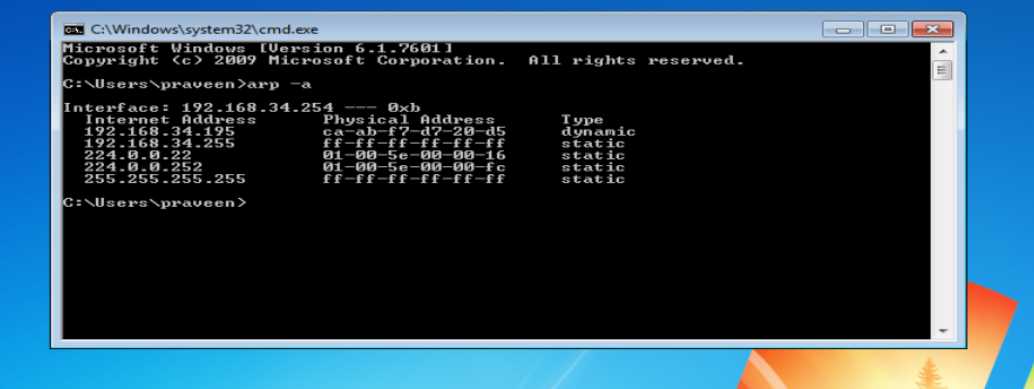 C:\Windows\system32\cmd.exe
Microsoft Windows [Version 6.1.7601]
Copyright (c) 2009 Microsoft Corporation.  All rights reserved.
C:\Users\praveen>arp -a
Interface: 192.168.34.254 --- 0xb
  Internet Address      Physical Address      Type
  192.168.34.195        ca-ab-f7-d7-20-d5     dynamic
  192.168.34.255        ff-ff-ff-ff-ff-ff     static
  224.0.0.22            01-00-5e-00-00-16     static
  224.0.0.252           01-00-5e-00-00-fc     static
  255.255.255.255       ff-ff-ff-ff-ff-ff     static
C:\Users\praveen>